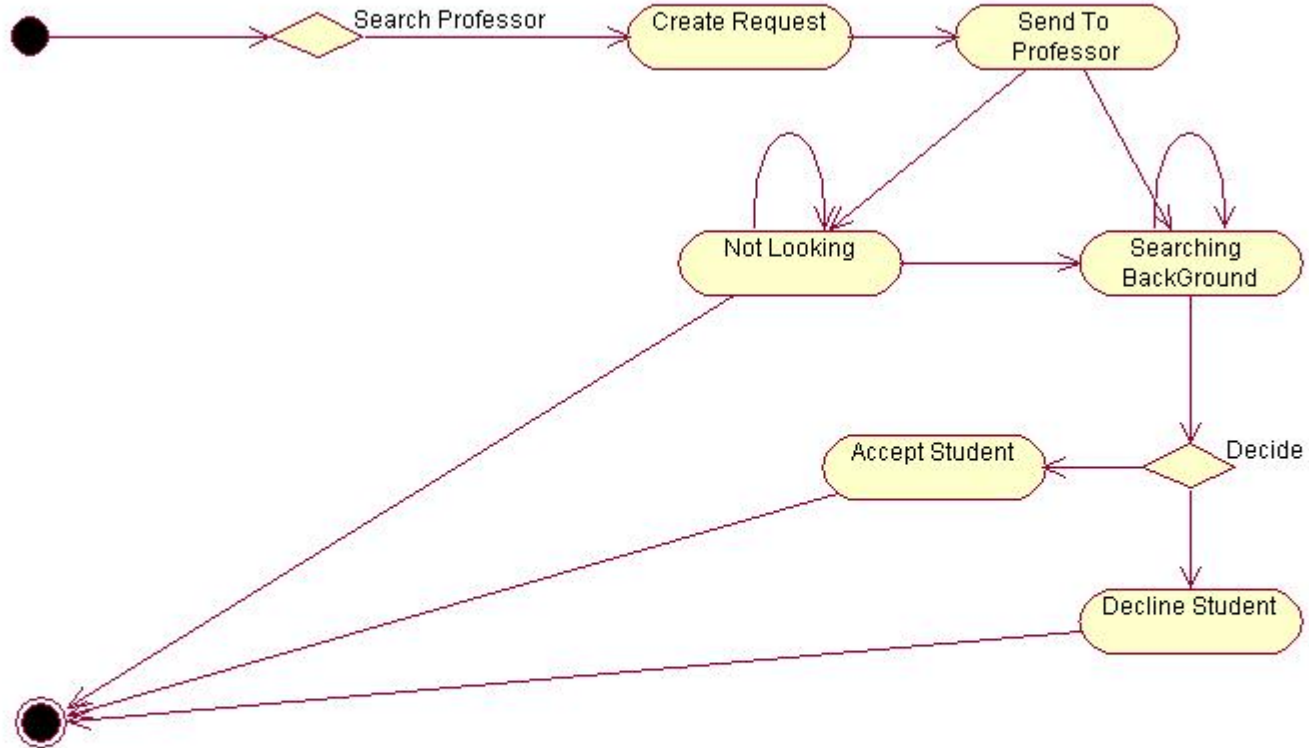 Search Professor
Create Request
Send To
Professor
Not Looking
Searching
BackGround
Accept Student
Decide
Decline Student